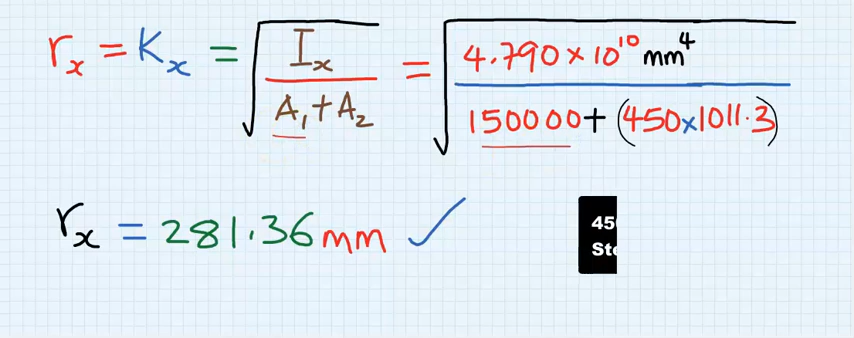 rx = Kx = √(Ix / (A₁ + A₂)) = √(4.790 × 10¹⁰ mm⁴ / (150000 + (450×1011.3)))
rx = 281.36 mm ✓